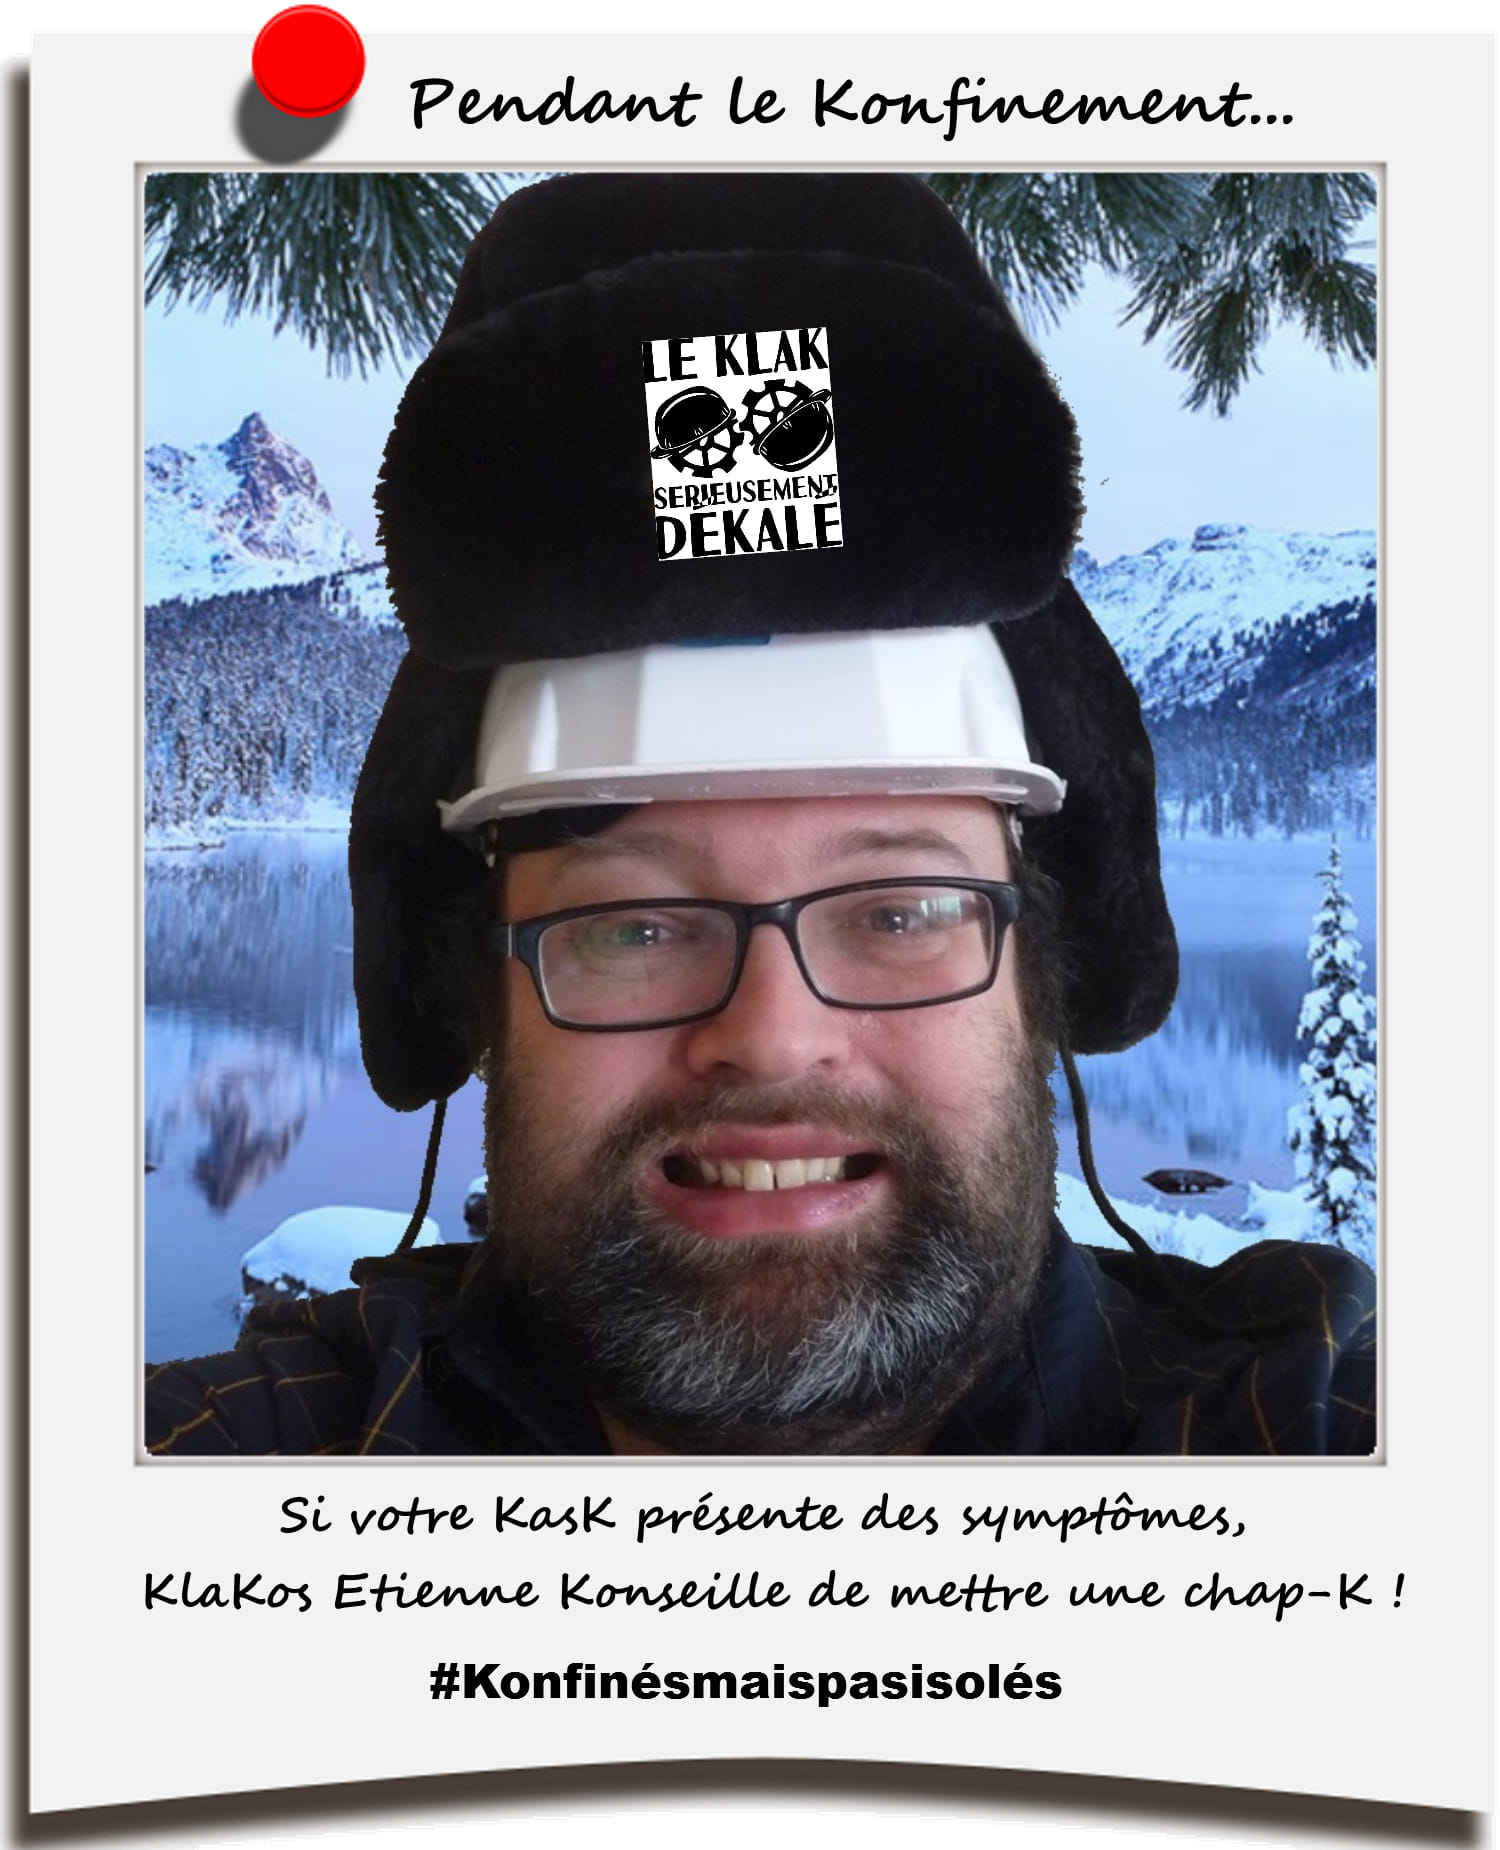 Pendant le Konfinement...
LE KLAK
SERIEUSEMENT
DEKALE
Si votre KasK présente des symptômes,
KlaKos Etienne Konseille de mettre une chap-K !
#Konfinésmaispasisolés